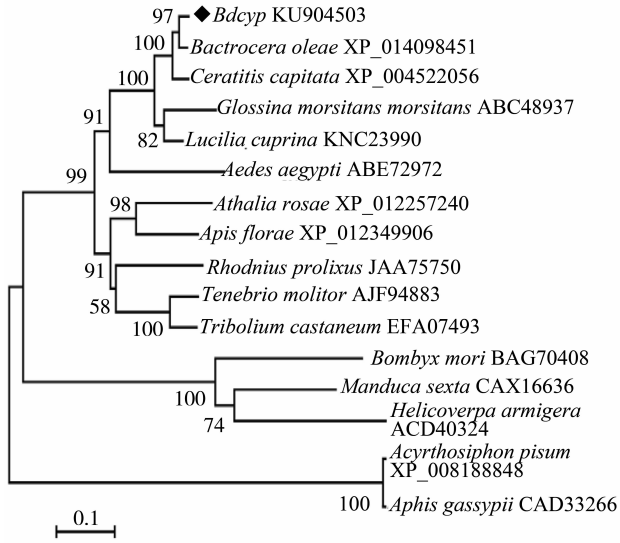 97 ◆ Bdcyp KU904503
100 Bactrocera oleae XP_014098451
100 Ceratitis capitata XP_004522056
91 Glossina morsitans morsitans ABC48937
82 Lucilia cuprina KNC23990
99 Aedes aegypti ABE72972
98 Athalia rosae XP_012257240
Apis florae XP_012349906
91 Rhodnius prolixus JAA75750
58 Tenebrio molitor AJF94883
100 Tribolium castaneum EFA07493
Bombyx mori BAG70408
100 Manduca sexta CAX16636
74 Helicoverpa armigera
ACD40324
Acyrthosiphon pisum
XP_008188848
100 Aphis gassypii CAD33266
0.1